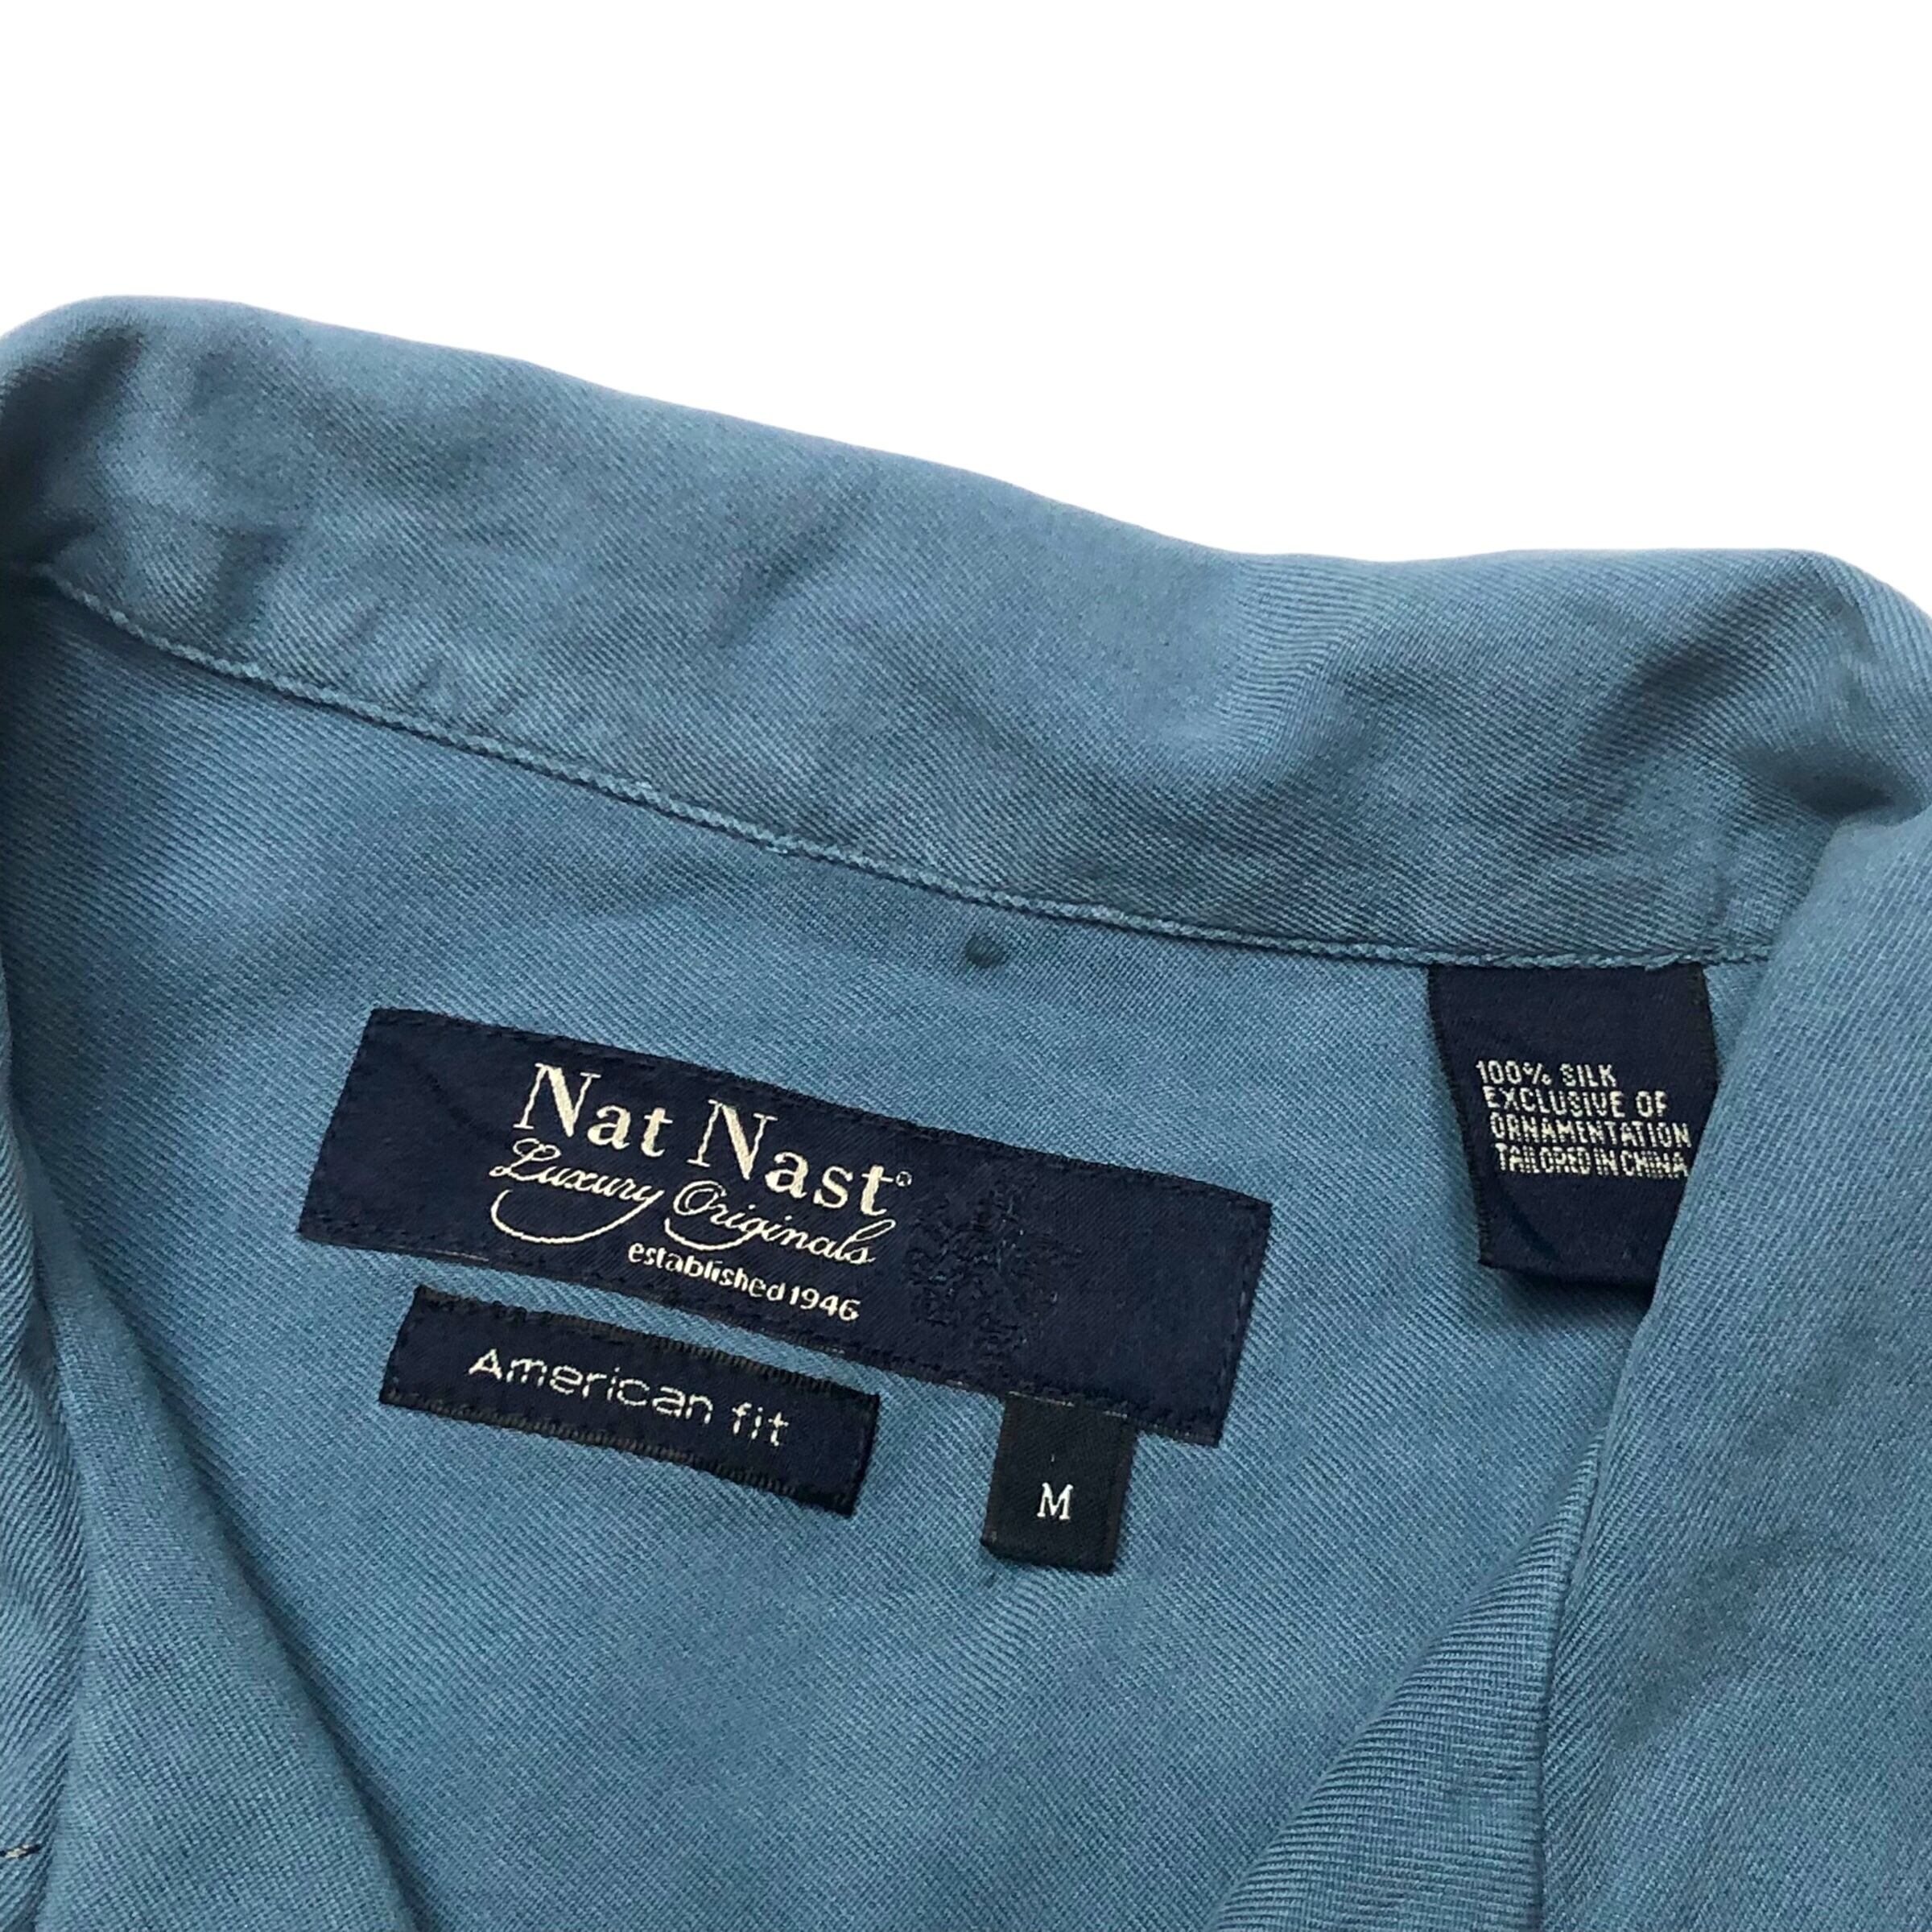 Nat Nast®
Luxury Originals
established 1946
American fit
M
100% SILK
EXCLUSIVE OF
ORNAMENTATION
TAILORED IN CHINA